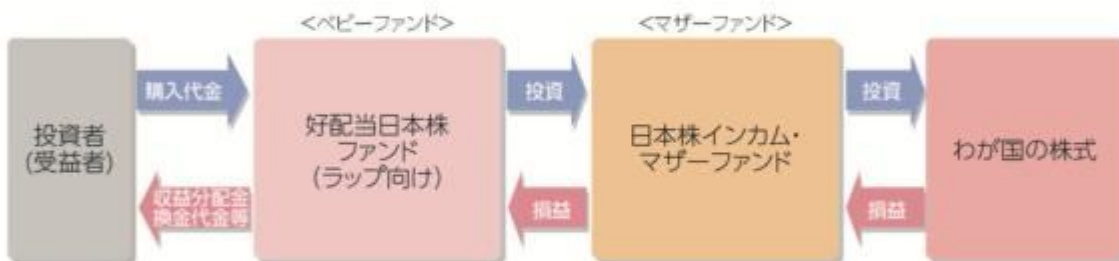 <ベビーファンド>
<マザーファンド>
投資者
(受益者)
購入代金
収益分配金
換金代金等
好配当日本株
ファンド
(ラップ向け)
投資
損益
日本株インカム・
マザーファンド
投資
損益
わが国の株式